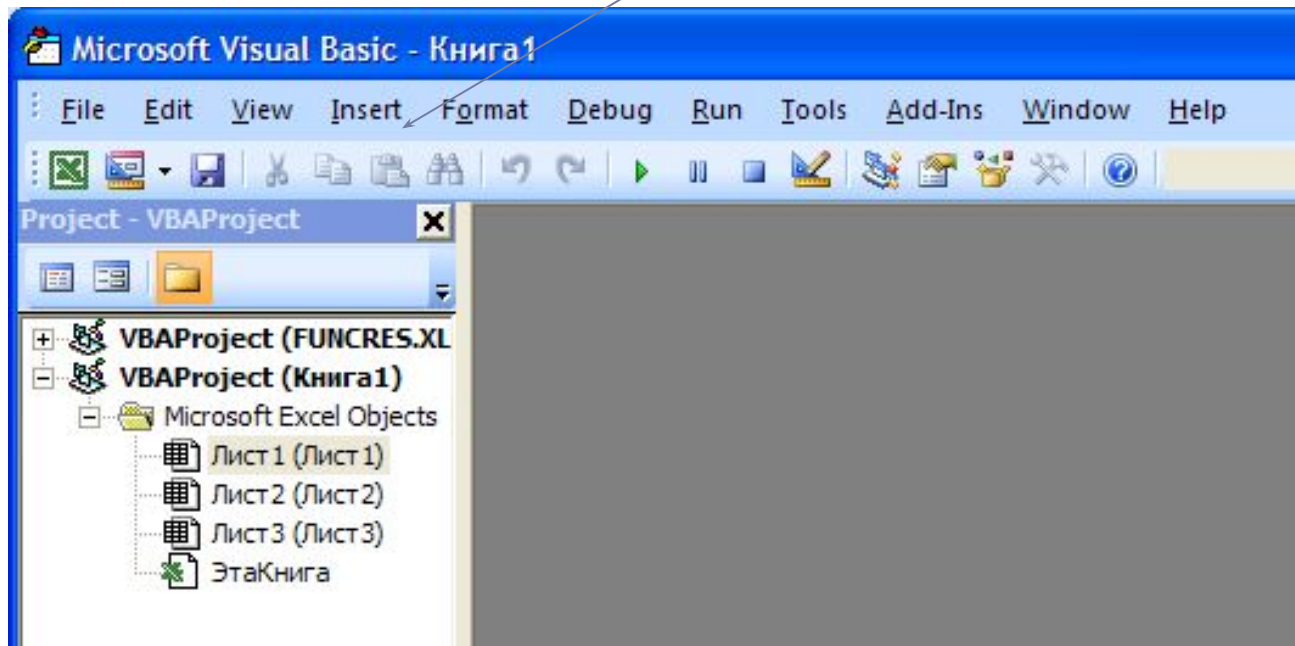 Microsoft Visual Basic - Книга1
File Edit View Insert Format Debug Run Tools Add-Ins Window Help
Project - VBAProject
VBAProject (FUNCRES.XL
VBAProject (Книга1)
Microsoft Excel Objects
Лист1 (Лист1)
Лист2 (Лист2)
Лист3 (Лист3)
ЭтаКнига